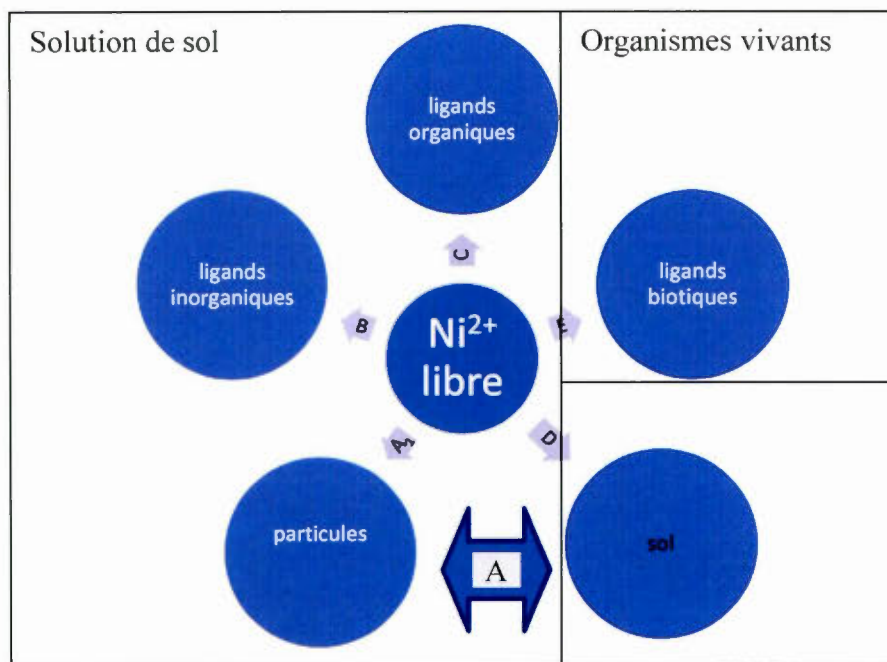 Solution de sol
Organismes vivants
ligands
organiques
ligands
inorganiques
ligands
biotiques
C
B
E
Ni²⁺
libre
A₁
D
particules
A
sol